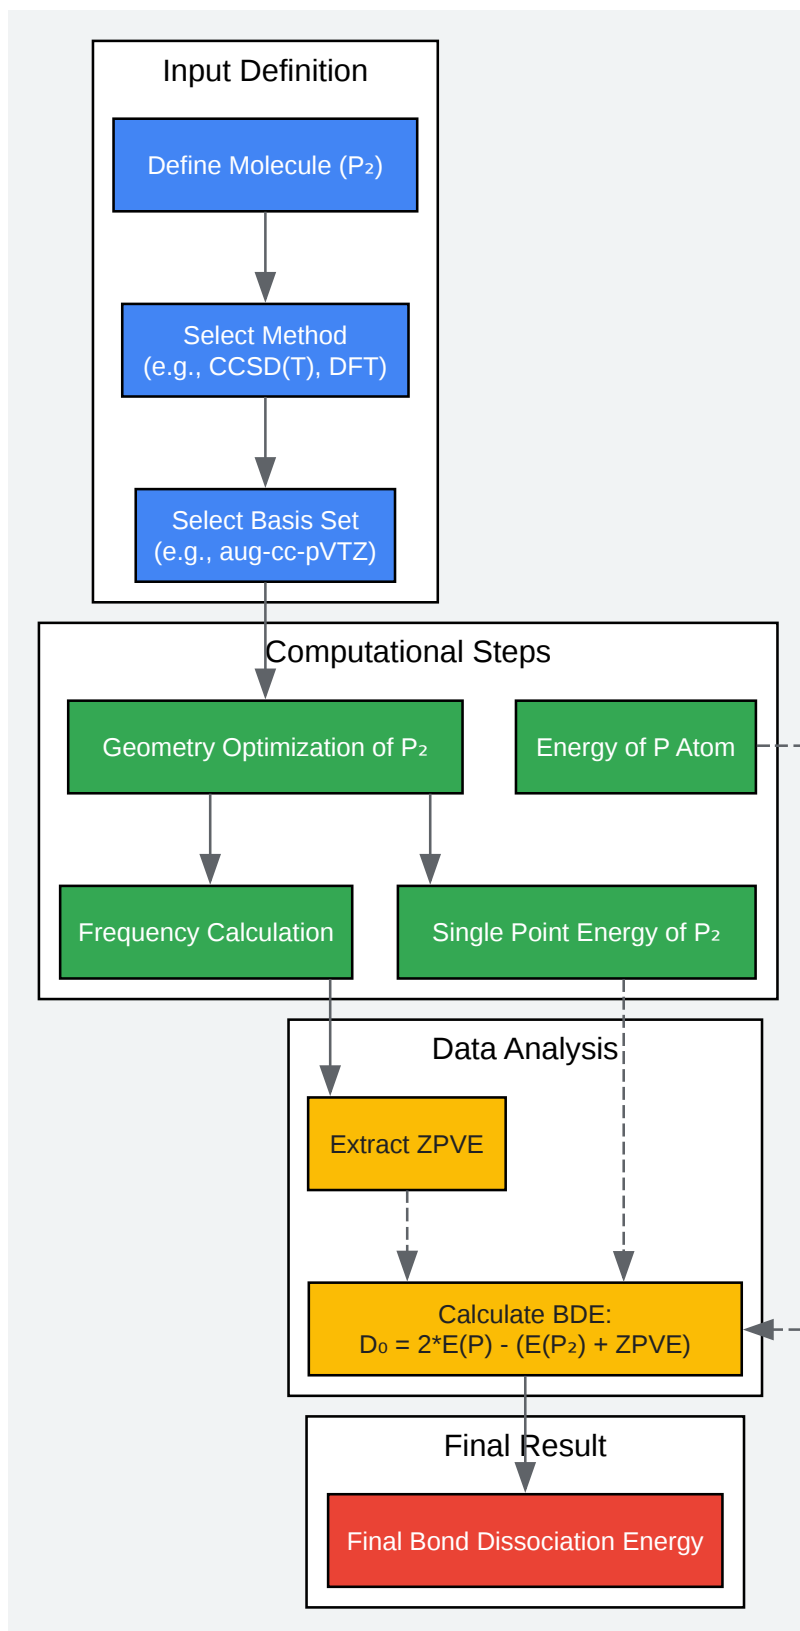 Input Definition
Define Molecule (P₂)
Select Method
(e.g., CCSD(T), DFT)
Select Basis Set
(e.g., aug-cc-pVTZ)
Computational Steps
Geometry Optimization of P₂
Energy of P Atom
Frequency Calculation
Single Point Energy of P₂
Data Analysis
Extract ZPVE
Calculate BDE:
D₀ = 2*E(P) - (E(P₂) + ZPVE)
Final Result
Final Bond Dissociation Energy